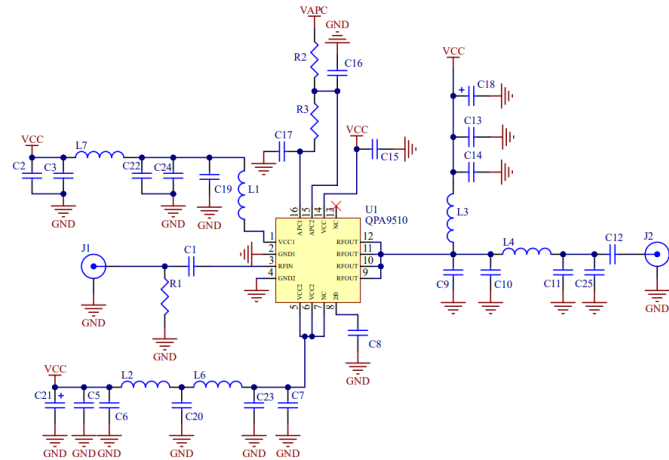 VAPC
GND
R2
C16
VCC
C18
C13
C14
R3
C17
VCC
C15
VCC
L7
C2
C3
C22
C24
C19
L1
GND
GND
GND
16
15
14
13
APC1
APC2
VCC
NC
U1
QPA9510
L3
1
2
3
4
VCC1
GND1
RFIN
GND2
RFOUT
RFOUT
RFOUT
RFOUT
12
11
10
9
J1
C1
R1
GND
GND
L4
C12
J2
C9
C10
C11
C25
GND
GND
GND
GND
GND
VCC2
VCC2
NC
2f0
5
6
7
8
C8
GND
VCC
L2
L6
C21
C5
C6
C20
C23
C7
GND
GND
GND
GND
GND
GND